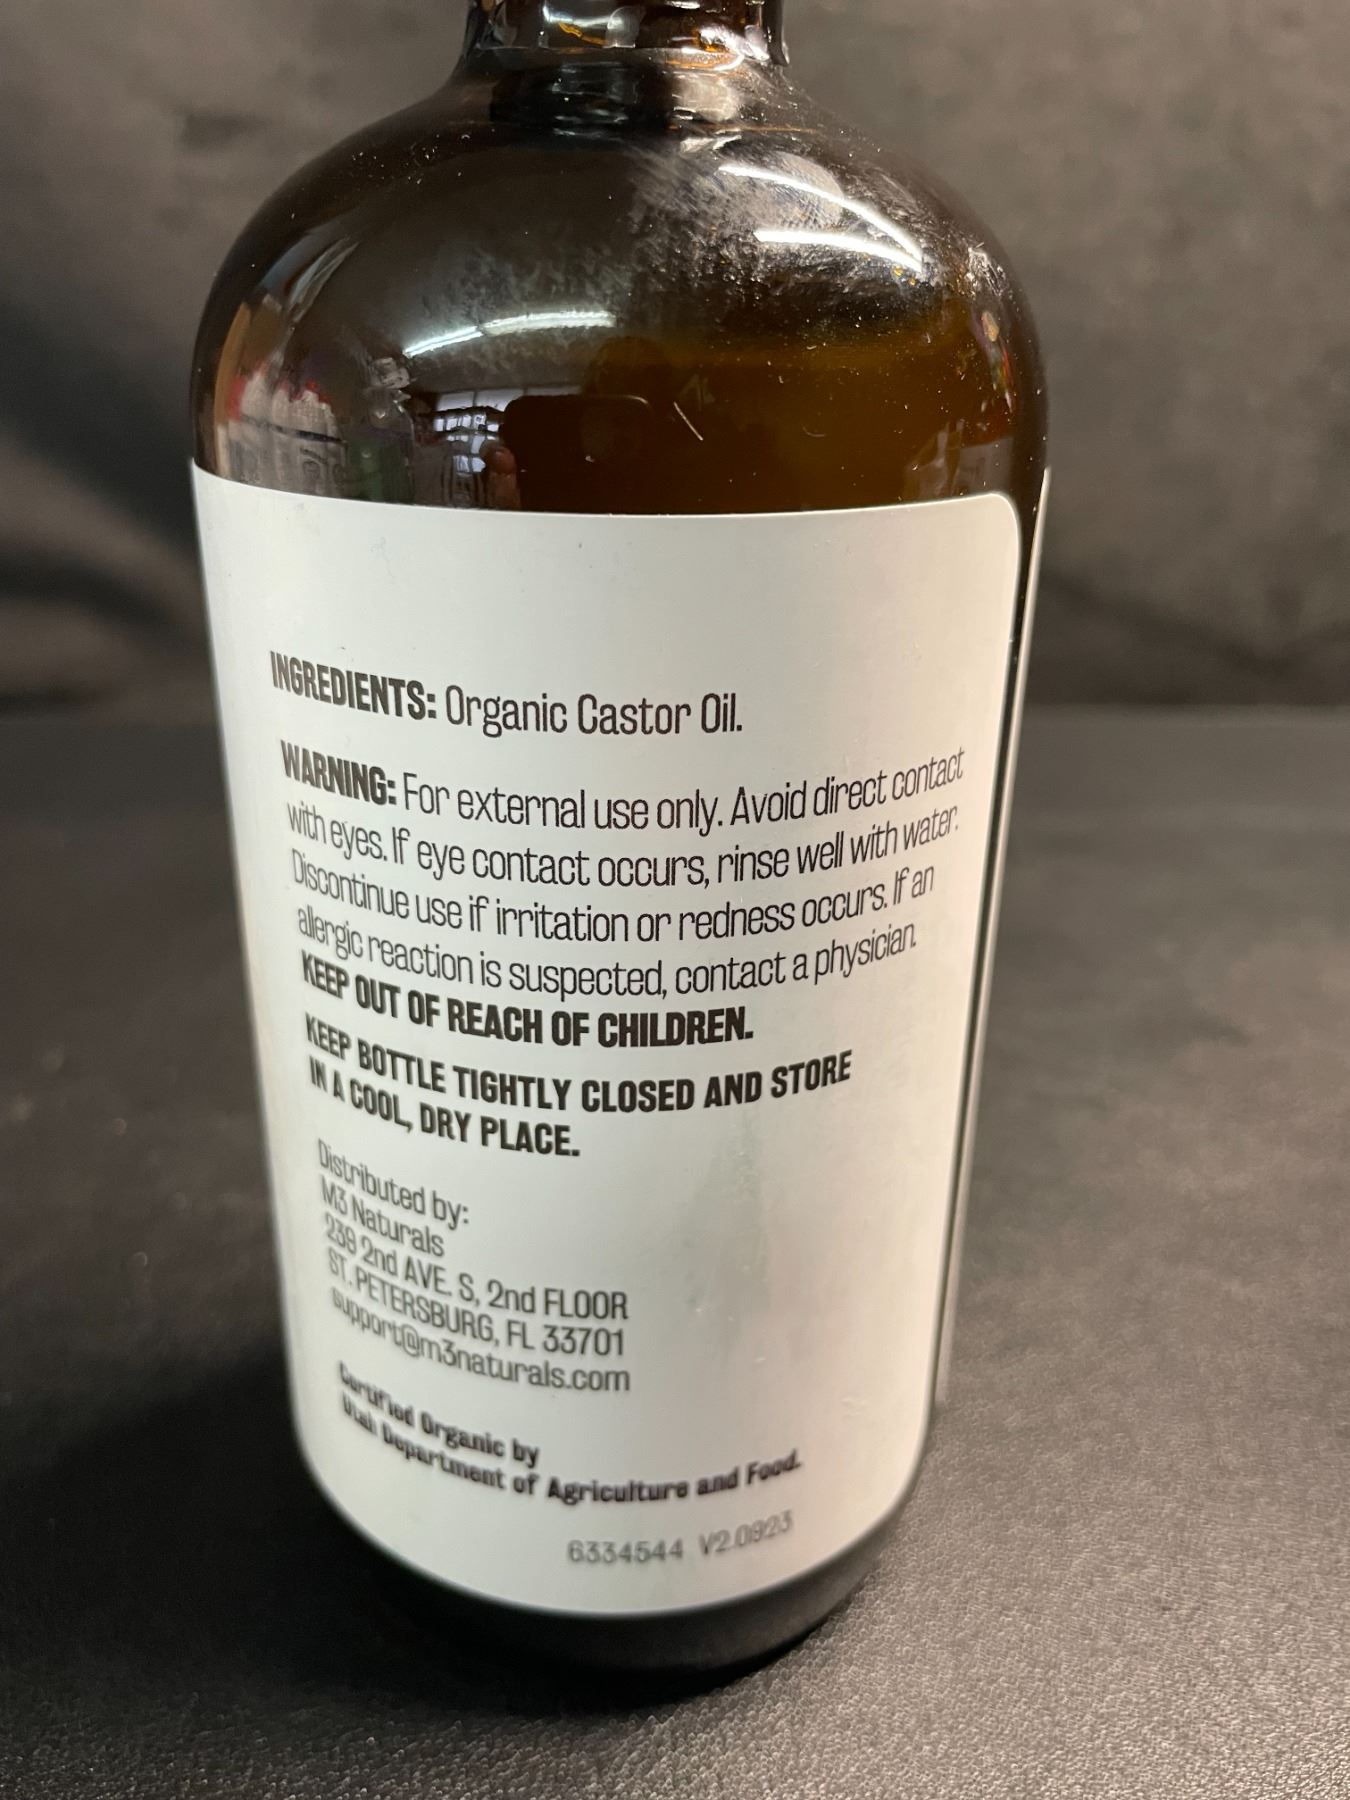 INGREDIENTS: Organic Castor Oil.
WARNING: For external use only. Avoid direct contact
with eyes. If eye contact occurs, rinse well with water.
Discontinue use if irritation or redness occurs. If an
allergic reaction is suspected, contact a physician.
KEEP OUT OF REACH OF CHILDREN.
KEEP BOTTLE TIGHTLY CLOSED AND STORE
IN A COOL, DRY PLACE.
Distributed by:
M3 Naturals
239 2nd AVE. S, 2nd FLOOR
ST. PETERSBURG, FL 33701
support@m3naturals.com
Certified Organic by
Utah Department of Agriculture and Food.
6334544 V2.0923